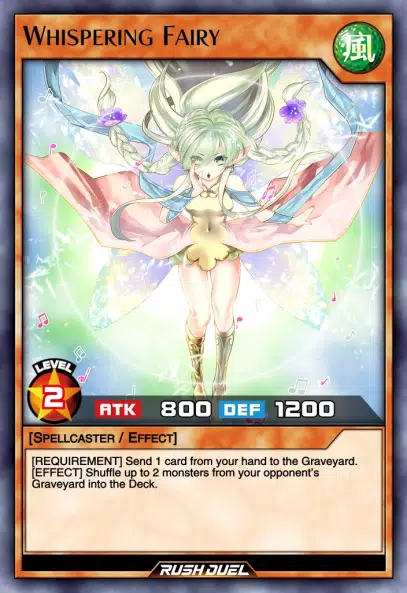 WHISPERING FAIRY
風
LEVEL
2
ATK 800 DEF 1200
[SPELLCASTER / EFFECT]
[REQUIREMENT] Send 1 card from your hand to the Graveyard.
[EFFECT] Shuffle up to 2 monsters from your opponent's
Graveyard into the Deck.
RUSH DUEL